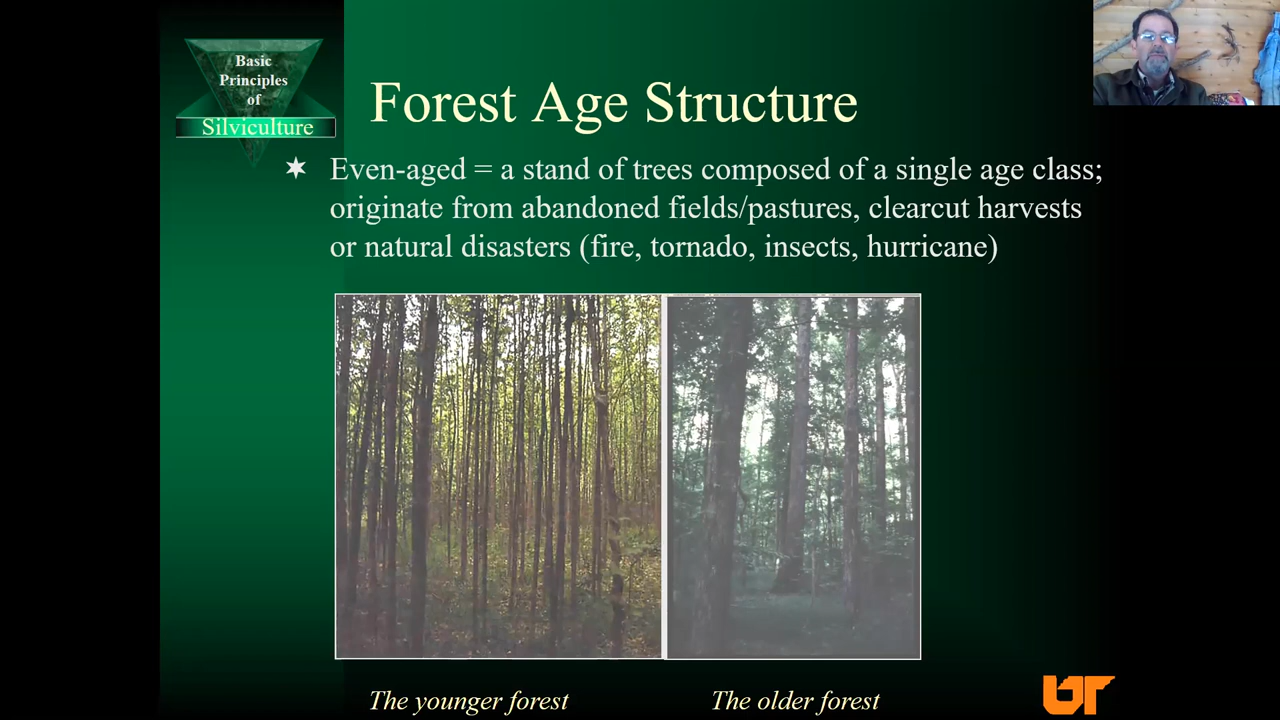 Basic
Principles
of
Silviculture
Forest Age Structure
Even-aged = a stand of trees composed of a single age class;
originate from abandoned fields/pastures, clearcut harvests
or natural disasters (fire, tornado, insects, hurricane)
The younger forest
The older forest
UT